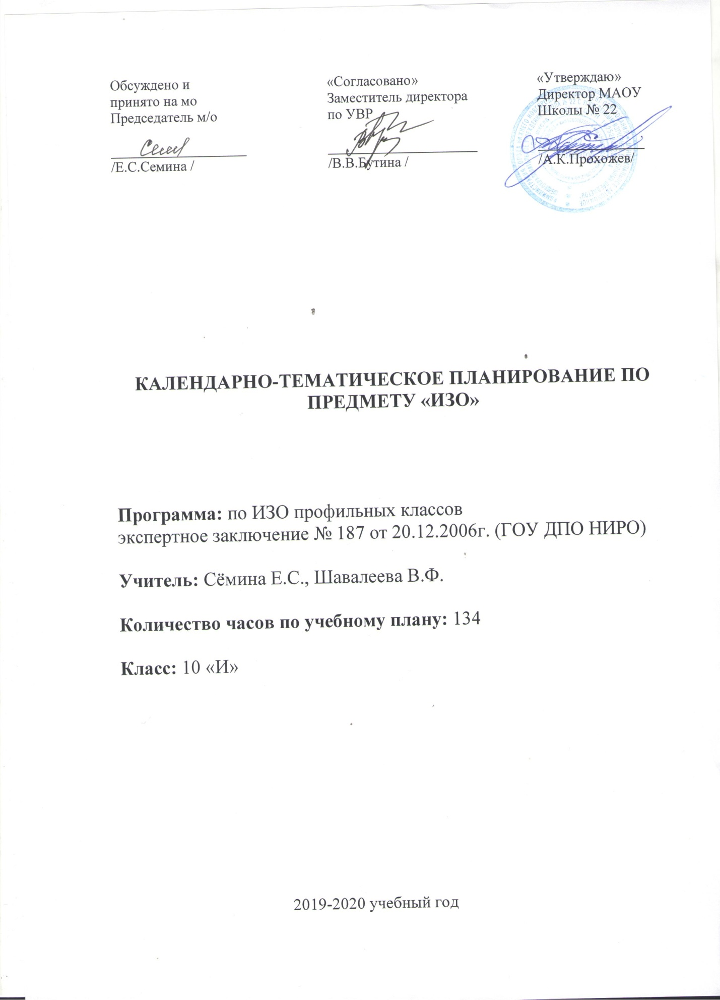 Обсуждено и
принято на мо
Председатель м/о
/Е.С.Семина /
«Согласовано»
Заместитель директора
по УВР
/В.В.Бутина /
«Утверждаю»
Директор МАОУ
Школы № 22
/А.К.Прохожев/
КАЛЕНДАРНО-ТЕМАТИЧЕСКОЕ ПЛАНИРОВАНИЕ ПО
ПРЕДМЕТУ «ИЗО»
Программа: по ИЗО профильных классов
экспертное заключение № 187 от 20.12.2006г. (ГОУ ДПО НИРО)
Учитель: Сёмина Е.С., Шавалеева В.Ф.
Количество часов по учебному плану: 134
Класс: 10 «И»
2019-2020 учебный год